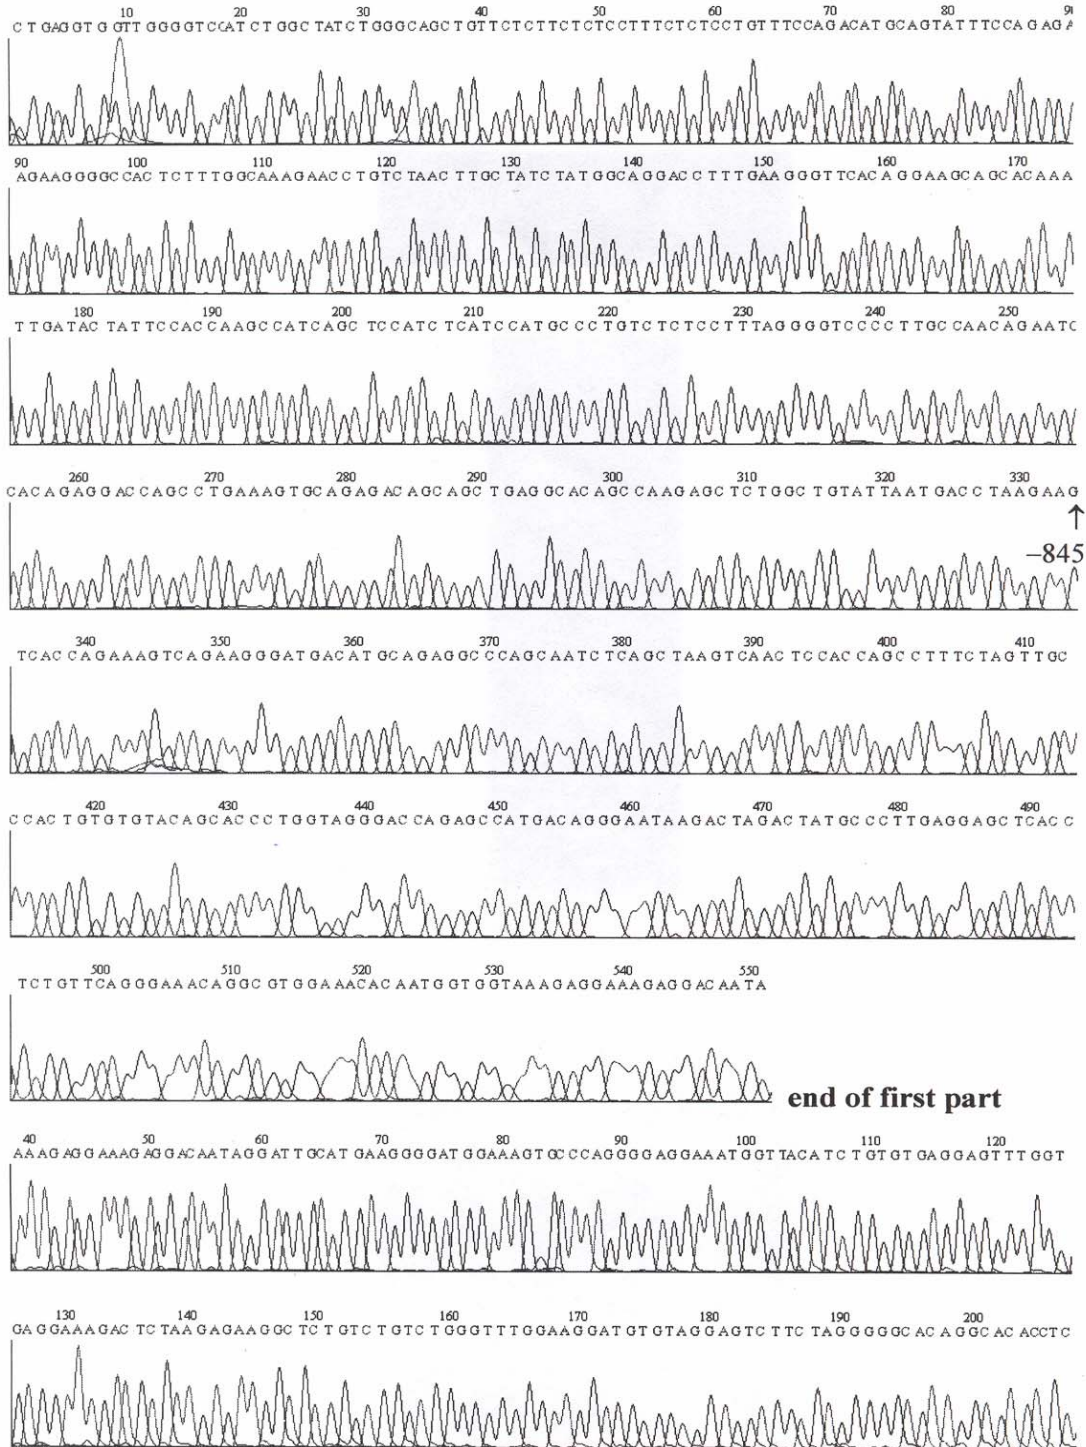 10 20 30 40 50 60 70 80 90
C TGAGGTG GTTGGGGTCCATCTGGCTATCTGGGCAGCTGTTCTCTTCTCTCCTTTCTCTCCTGTTTCCAGACATGCAGTATTTCCAGAGA
90 100 110 120 130 140 150 160 170
AGAAGGGGCCACTCTTTGGCAAAGAACCTGTCTAACTTGCTATCTATGGCAGGACCTTTGAAGGGTTCACAGGAAGCAGCACAAA
180 190 200 210 220 230 240 250
TTGATACTATTCCACCAAGCCATCAGCTCCATCTCATCCATGCCCTGTCTCTCCTTTAGGGGTCCCCTTGCCAACAGAATC
260 270 280 290 300 310 320 330
CACAGAGGACCAGCCTGAAAGTGCAGAGACAGCAGCTGAGGCACAGCCAAGAGCTCTGGCTGTATTAATGACCTAAGAAG
↑
−845
340 350 360 370 380 390 400 410
TCACCAGAAAGTCAGAAGGGATGACATGCAGAGGCCCAGCAATCTCAGCTAAGTCAACTCCACCAGCCTTTCTAGTTGC
420 430 440 450 460 470 480 490
CCACTGTGTGTACAGCACCCTGGTAGGGACCAGAGCCATGACAGGGAATAAGACTAGACTATGCCCTTGAGGAGCTCACC
500 510 520 530 540 550
TCTGTTCAGGGAAACAGGCGTGGAAACACAATGGTGGTAAAGAGGAAAGAGGACAATA
end of first part
40 50 60 70 80 90 100 110 120
AAAGAGGAAAGAGGACAATAGGATTGCATGAAGGGGATGGAAAGTGCCCAGGGGAGGAAATGGTTACATCTGTGTGAGGAGTTTGGT
130 140 150 160 170 180 190 200
GAGGAAAGACTCTAAGAGAAGGCTCTGTCTGTCTGGGTTTGGAAGGATGTGTAGGAGTCTTCTAGGGGGCACAGGCACACCTC